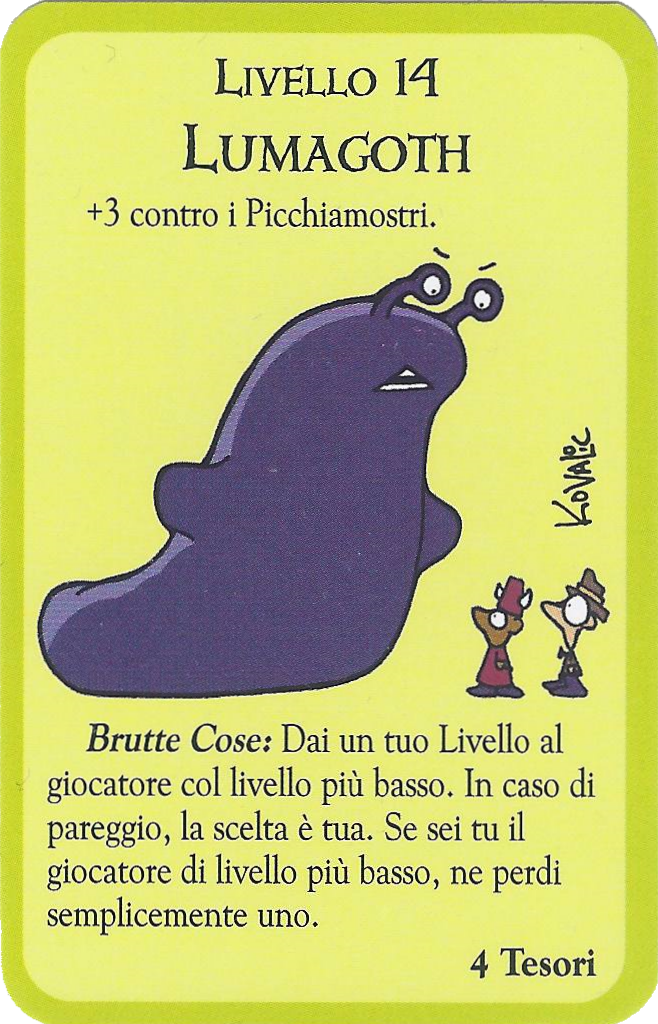 Livello 14
Lumagoth
+3 contro i Picchiamostri.
Kovalic
Brutte Cose: Dai un tuo Livello al
giocatore col livello più basso. In caso di
pareggio, la scelta è tua. Se sei tu il
giocatore di livello più basso, ne perdi
semplicemente uno.
4 Tesori